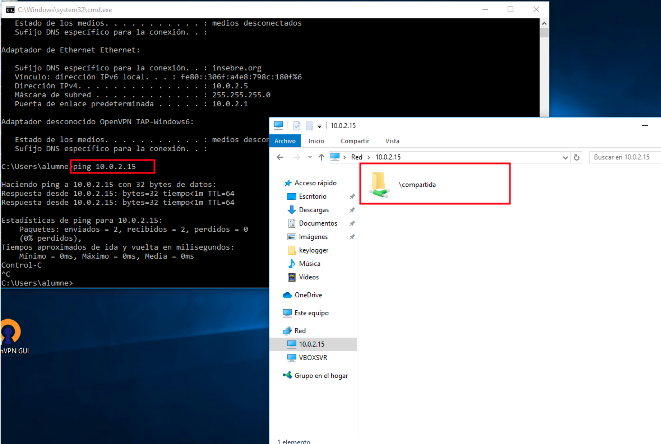 C:\Windows\system32\cmd.exe
Estado de los medios. . . . . . . . . . . : medios desconectados
Sufijo DNS específico para la conexión. . :
Adaptador de Ethernet Ethernet:
Sufijo DNS específico para la conexión. . : insebre.org
Vínculo: dirección IPv6 local. . . : fe80::306f:a4e8:798c:180f%6
Dirección IPv4. . . . . . . . . . . . . . : 10.0.2.5
Máscara de subred . . . . . . . . . . . . : 255.255.255.0
Puerta de enlace predeterminada . . . . . : 10.0.2.1
Adaptador desconocido OpenVPN TAP-Windows6:
Estado de los medios. . . . . . . . . . . : medios
Sufijo DNS específico para la conexión. . :
C:\Users\alumne>ping 10.0.2.15
Haciendo ping a 10.0.2.15 con 32 bytes de datos:
Respuesta desde 10.0.2.15: bytes=32 tiempo<1m TTL=64
Respuesta desde 10.0.2.15: bytes=32 tiempo<1m TTL=64
Estadísticas de ping para 10.0.2.15:
Paquetes: enviados = 2, recibidos = 2, perdidos = 0
(0% perdidos),
Tiempos aproximados de ida y vuelta en milisegundos:
Mínimo = 0ms, Máximo = 0ms, Media = 0ms
Control-C
^C
C:\Users\alumne>
nVPN GUI
10.0.2.15
Archivo Inicio Compartir Vista
Red 10.0.2.15
Buscar en 10.0.2.15
Acceso rápido
Escritorio
Descargas
Documentos
Imágenes
keylogger
Música
Vídeos
OneDrive
Este equipo
Red
10.0.2.15
VBOXSVR
Grupo en el hogar
\compartida
1 elemento